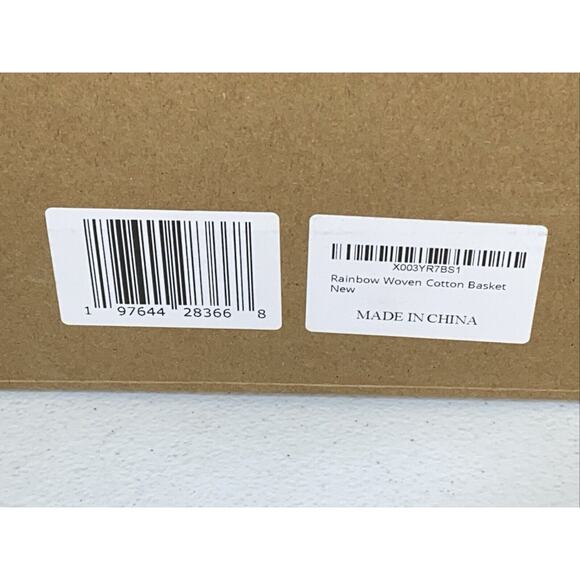 1 97644 28366 8
X003YR7BS1
Rainbow Woven Cotton Basket
New
MADE IN CHINA